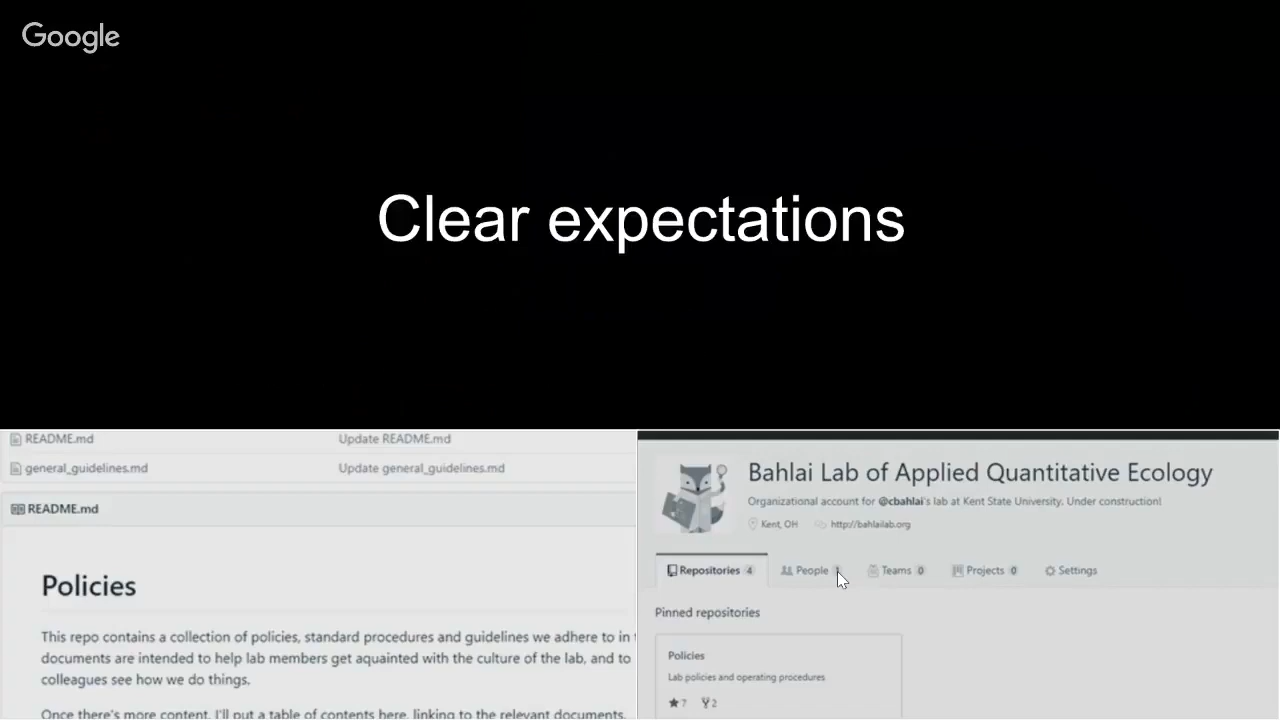 Google
Clear expectations
README.md Update README.md
general_guidelines.md Update general_guidelines.md
README.md
Policies
This repo contains a collection of policies, standard procedures and guidelines we adhere to in
documents are intended to help lab members get aquainted with the culture of the lab, and to
colleagues see how we do things.
Once there's more content, I'll put a table of contents here, linking to the relevant documents.
Bahlai Lab of Applied Quantitative Ecology
Organizational account for @cbahlai's lab at Kent State University. Under construction!
Kent, OH http://bahlailab.org
Repositories 4 People Teams 0 Projects 0 Settings
Pinned repositories
Policies
Lab policies and operating procedures
7 2